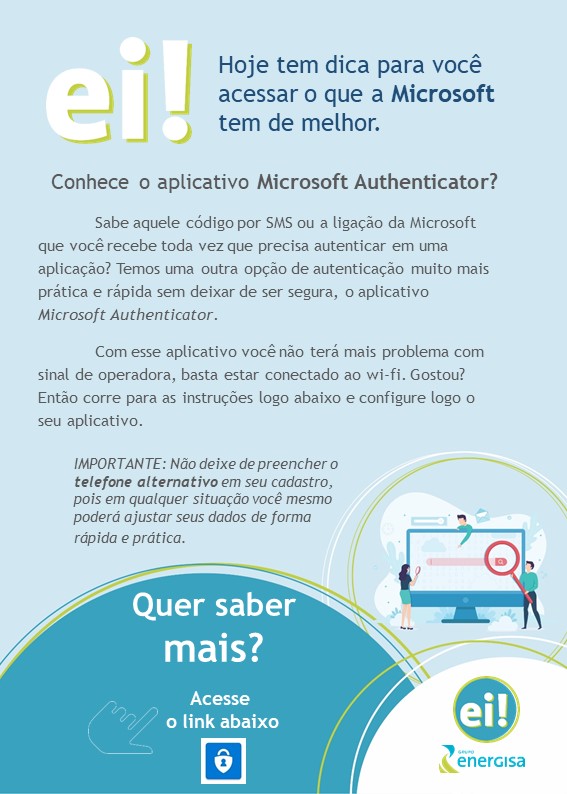 ei!
Hoje tem dica para você
acessar o que a Microsoft
tem de melhor.
Conhece o aplicativo Microsoft Authenticator?
Sabe aquele código por SMS ou a ligação da Microsoft
que você recebe toda vez que precisa autenticar em uma
aplicação? Temos uma outra opção de autenticação muito mais
prática e rápida sem deixar de ser segura, o aplicativo
Microsoft Authenticator.
Com esse aplicativo você não terá mais problema com
sinal de operadora, basta estar conectado ao wi-fi. Gostou?
Então corre para as instruções logo abaixo e configure logo o
seu aplicativo.
IMPORTANTE: Não deixe de preencher o
telefone alternativo em seu cadastro,
pois em qualquer situação você mesmo
poderá ajustar seus dados de forma
rápida e prática.
Quer saber
mais?
Acesse
o link abaixo
ei!
GRUPO
energisa